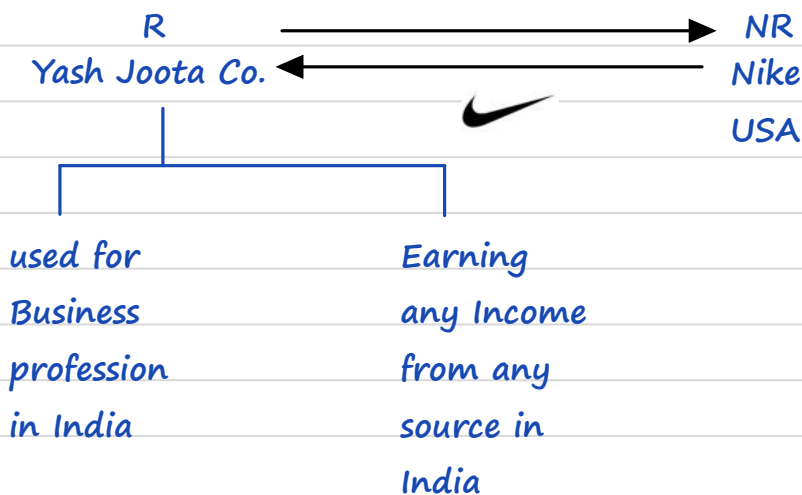 R NR
Yash Joota Co. Nike
USA
used for Earning
Business any Income
profession from any
in India source in
India